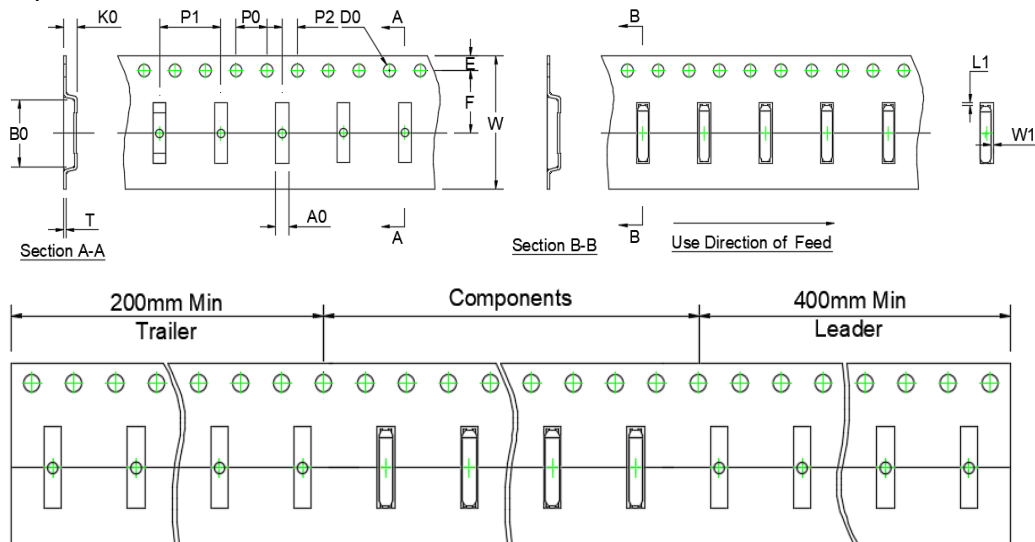 K0
P1
P0
P2
D0
A
E
F
W
B0
A0
T
A
Section A-A
B
L1
W1
B
Section B-B
Use Direction of Feed
200mm Min
Components
400mm Min
Trailer
Leader